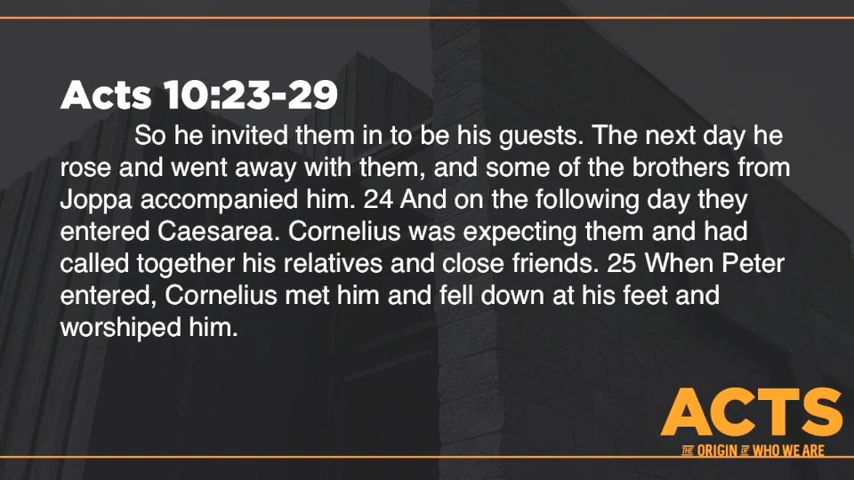 Acts 10:23-29
So he invited them in to be his guests. The next day he
rose and went away with them, and some of the brothers from
Joppa accompanied him. 24 And on the following day they
entered Caesarea. Cornelius was expecting them and had
called together his relatives and close friends. 25 When Peter
entered, Cornelius met him and fell down at his feet and
worshiped him.
ACTS
THE ORIGIN OF WHO WE ARE